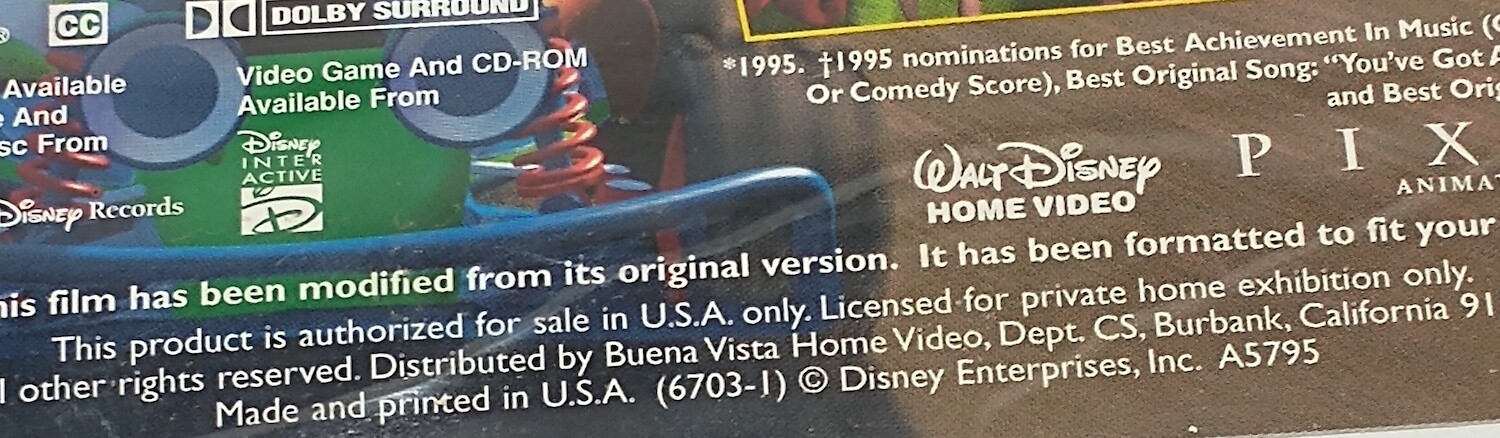 CC DOLBY SURROUND
Available
And
From
Video Game And CD-ROM
Available From
Disney
INTER
ACTIVE
Disney Records
*1995. †1995 nominations for Best Achievement In Music
Or Comedy Score), Best Original Song: “You’ve Got
and Best
WALT DISNEY
HOME VIDEO
P I X
film has been modified from its original version. It has been formatted to fit your
This product is authorized for sale in U.S.A. only. Licensed for private home exhibition only.
other rights reserved. Distributed by Buena Vista Home Video, Dept. CS, Burbank, California 91
Made and printed in U.S.A. (6703-1) © Disney Enterprises, Inc. A5795